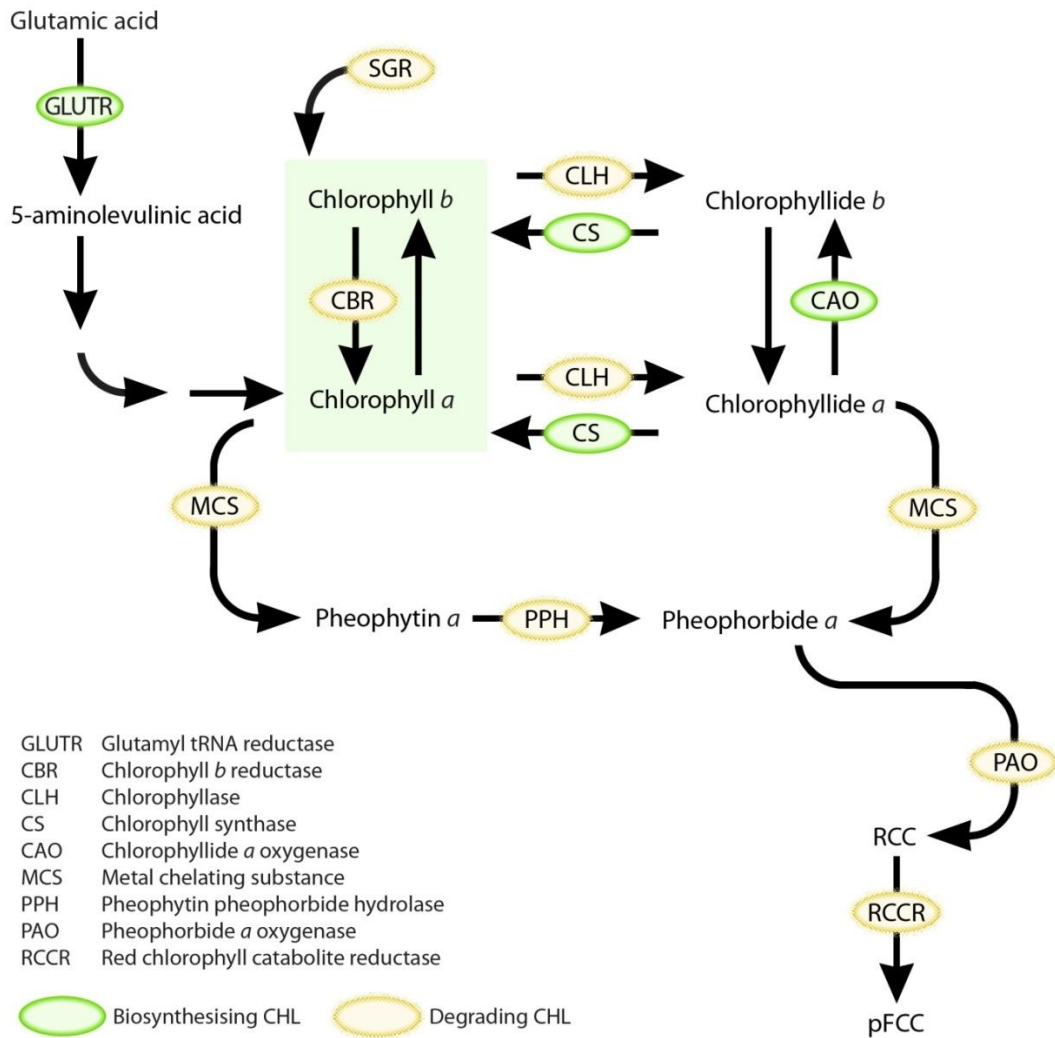 Glutamic acid
SGR
GLUTR
Chlorophyll b
CLH
Chlorophyllide b
5-aminolevulinic acid
CS
CBR
CAO
CLH
Chlorophyll a
Chlorophyllide a
CS
MCS
MCS
Pheophytin a
PPH
Pheophorbide a
GLUTR Glutamyl tRNA reductase
CBR Chlorophyll b reductase
CLH Chlorophyllase
CS Chlorophyll synthase
CAO Chlorophyllide a oxygenase
MCS Metal chelating substance
PPH Pheophytin pheophorbide hydrolase
PAO Pheophorbide a oxygenase
RCCR Red chlorophyll catabolite reductase
PAO
RCC
RCCR
Biosynthesising CHL
Degrading CHL
pFCC